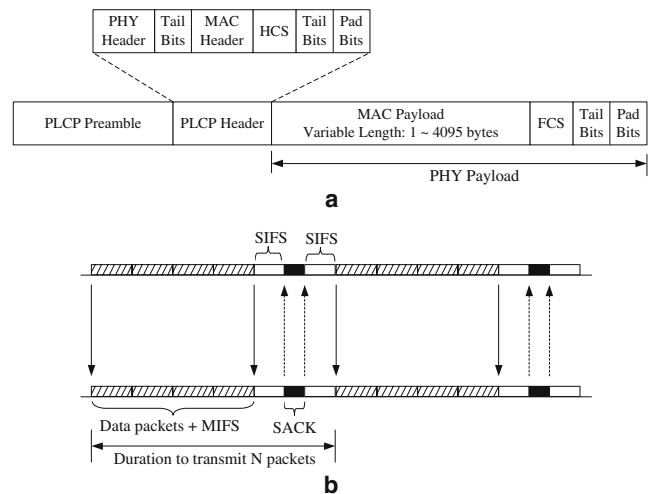 PHY Header
Tail Bits
MAC Header
HCS
Tail Bits
Pad Bits
PLCP Preamble
PLCP Header
MAC Payload
Variable Length: 1 ~ 4095 bytes
FCS
Tail Bits
Pad Bits
PHY Payload
a
SIFS
SIFS
Data packets + MIFS
SACK
Duration to transmit N packets
b